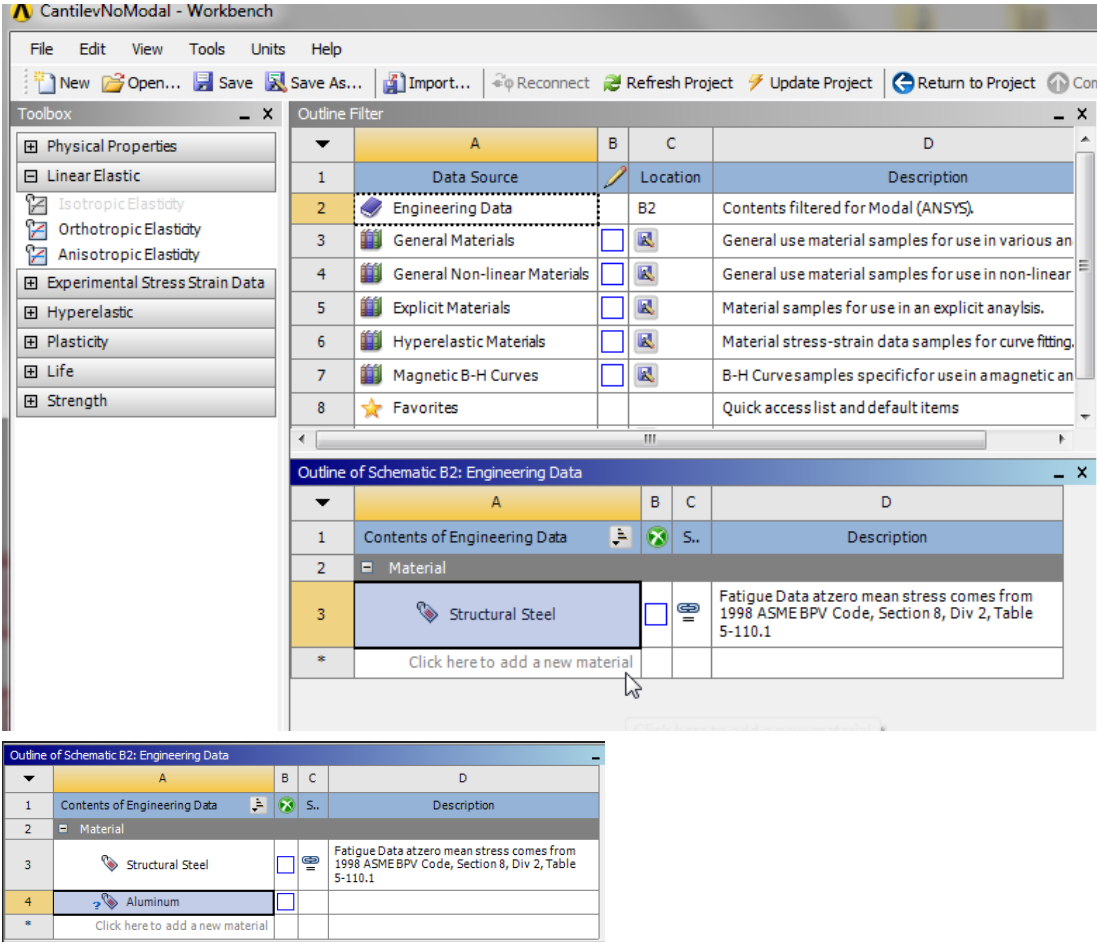 CantilevNoModal - Workbench
File Edit View Tools Units Help
New Open... Save Save As... Import... Reconnect Refresh Project Update Project Return to Project
Toolbox
Physical Properties
Linear Elastic
Isotropic Elasticity
Orthotropic Elasticity
Anisotropic Elasticity
Experimental Stress Strain Data
Hyperelastic
Plasticity
Life
Strength
Outline Filter
A B C D
1 Data Source Location Description
2 Engineering Data B2 Contents filtered for Modal (ANSYS).
3 General Materials General use material samples for use in various an
4 General Non-linear Materials General use material samples for use in non-linear
5 Explicit Materials Material samples for use in an explicit anaylsis.
6 Hyperelastic Materials Material stress-strain data samples for curve fitting.
7 Magnetic B-H Curves B-H Curve samples specific for use in a magnetic an
8 Favorites Quick access list and default items
Outline of Schematic B2: Engineering Data
A B C D
1 Contents of Engineering Data S.. Description
2 Material
3 Structural Steel Fatigue Data at zero mean stress comes from
1998 ASME BPV Code, Section 8, Div 2, Table
5-110.1
* Click here to add a new material
Outline of Schematic B2: Engineering Data
A B C D
1 Contents of Engineering Data S.. Description
2 Material
3 Structural Steel Fatigue Data at zero mean stress comes from
1998 ASME BPV Code, Section 8, Div 2, Table
5-110.1
4 ? Aluminum
* Click here to add a new material